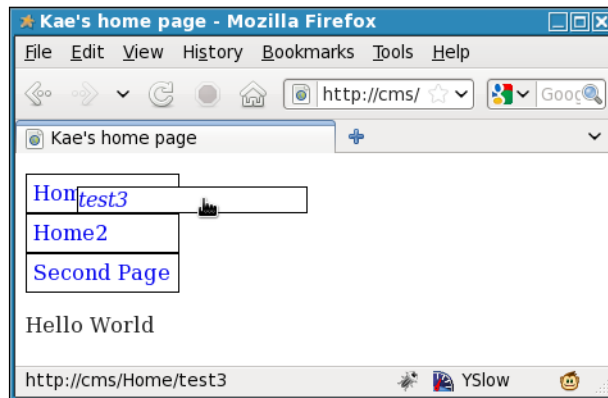 Kae's home page - Mozilla Firefox
File Edit View History Bookmarks Tools Help
http://cms/ Goog
Kae's home page
Hom test3
Home2
Second Page
Hello World
http://cms/Home/test3 YSlow